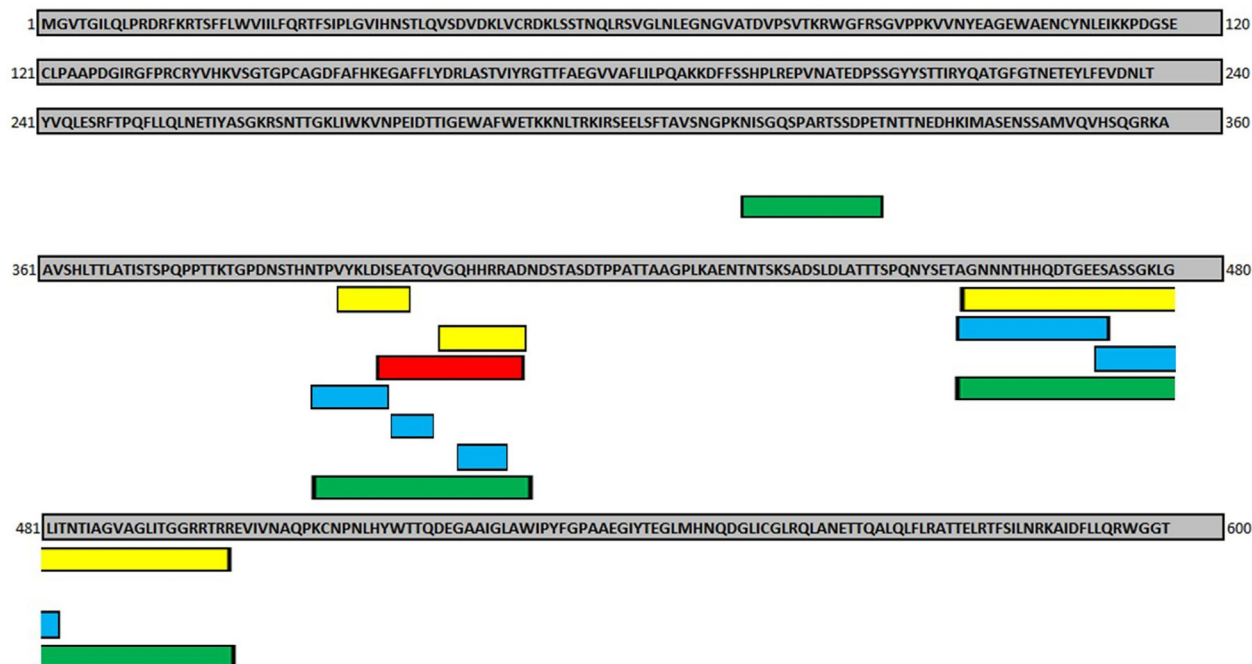 1 MGVTGILQLPRDRFKRTSFFLWVIILFQRTFSIPLGVIHNSTLQVSDVDKLVCRDKLSSTNQLRSVGLNLEGNGVATDVPSVTKRWGFRSGVPPKVVNYEAGEWAENCYNLEIKKPDGSE 120
121 CLPAAPDGIRGFPRCRYVHKVSGTGPCAGDFAFHKEGAFFLYDRLASTVIYRGTTFAEGVVAFLILPQAKKDFFSSHPLREPVNATEDPSSGYYSTTIRYQATGFGTNETEYLFEVDNLT 240
241 YVQLESRFTPQFLLQLNETIYASGKRSNTTGKLIWKVNPEIDTTIGEWAFWETKKNLTRKIRSEELSFTAVSNGPKNISGQSPARTSSDPETNTTNEDHKIMASENSSAMVQVHSQGRKA 360
361 AVSHLTTLATISTSPQPPTTKTGPDNSTHNTPVYKLDISEATQVGQHHRRADNDSTASDTPPATTAAGPLKAENTNTSKSADSLDLATTTSPQNYSETAGNNNTHHQDTGEESASSGKLG 480
481 LITNTIAGVAGLITGGRRTRREVIVNAQPKCNPNLHYWTTQDEGAAIGLAWIPYFGPAAEGIYTEGLMHNQDGLICGLRQLANETTQALQLFLRATTELRTFSILNRKAIDFLLQRWGGT 600